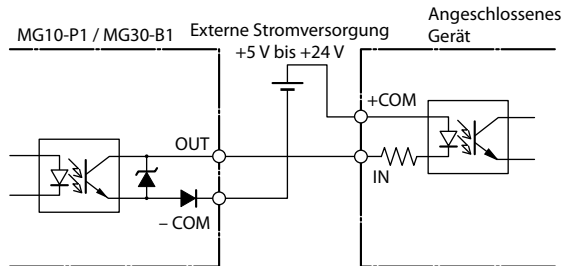 MG10-P1 / MG30-B1
Externe Stromversorgung
+5 V bis +24 V
Angeschlossenes
Gerät
+COM
OUT
IN
– COM